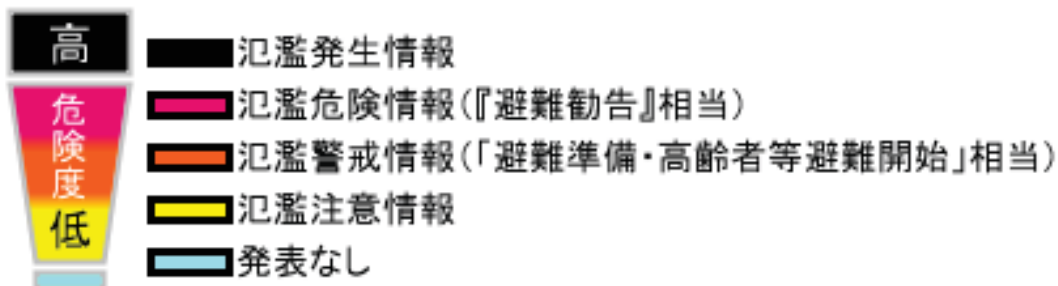 高
危険度
低
氾濫発生情報
氾濫危険情報(『避難勧告』相当)
氾濫警戒情報(「避難準備・高齢者等避難開始」相当)
氾濫注意情報
発表なし